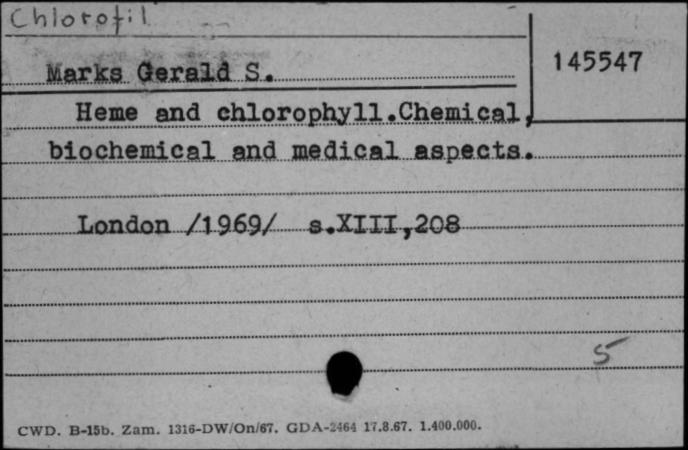 Chlorofil
145547
Marks Gerald S.
Heme and chlorophyll.Chemical,
biochemical and medical aspects.
London /1969/ s.XIII,208
5
CWD. B-15b. Zam. 1316-DW/On/67. GDA-2464 17.8.67. 1.400.000.